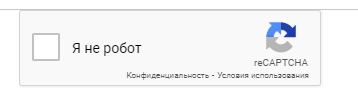 Я не робот
reCAPTCHA
Конфиденциальность - Условия использования